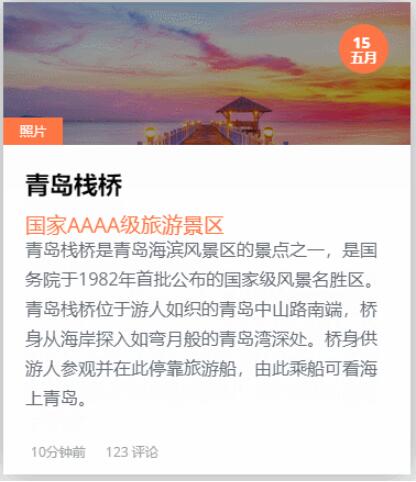 15
五月
照片
青岛栈桥
国家AAAA级旅游景区
青岛栈桥是青岛海滨风景区的景点之一，是国
务院于1982年首批公布的国家级风景名胜区。
青岛栈桥位于游人如织的青岛中山路南端，桥
身从海岸探入如弯月般的青岛湾深处。桥身供
游人参观并在此停靠旅游船，由此乘船可看海
上青岛。
10分钟前 123 评论